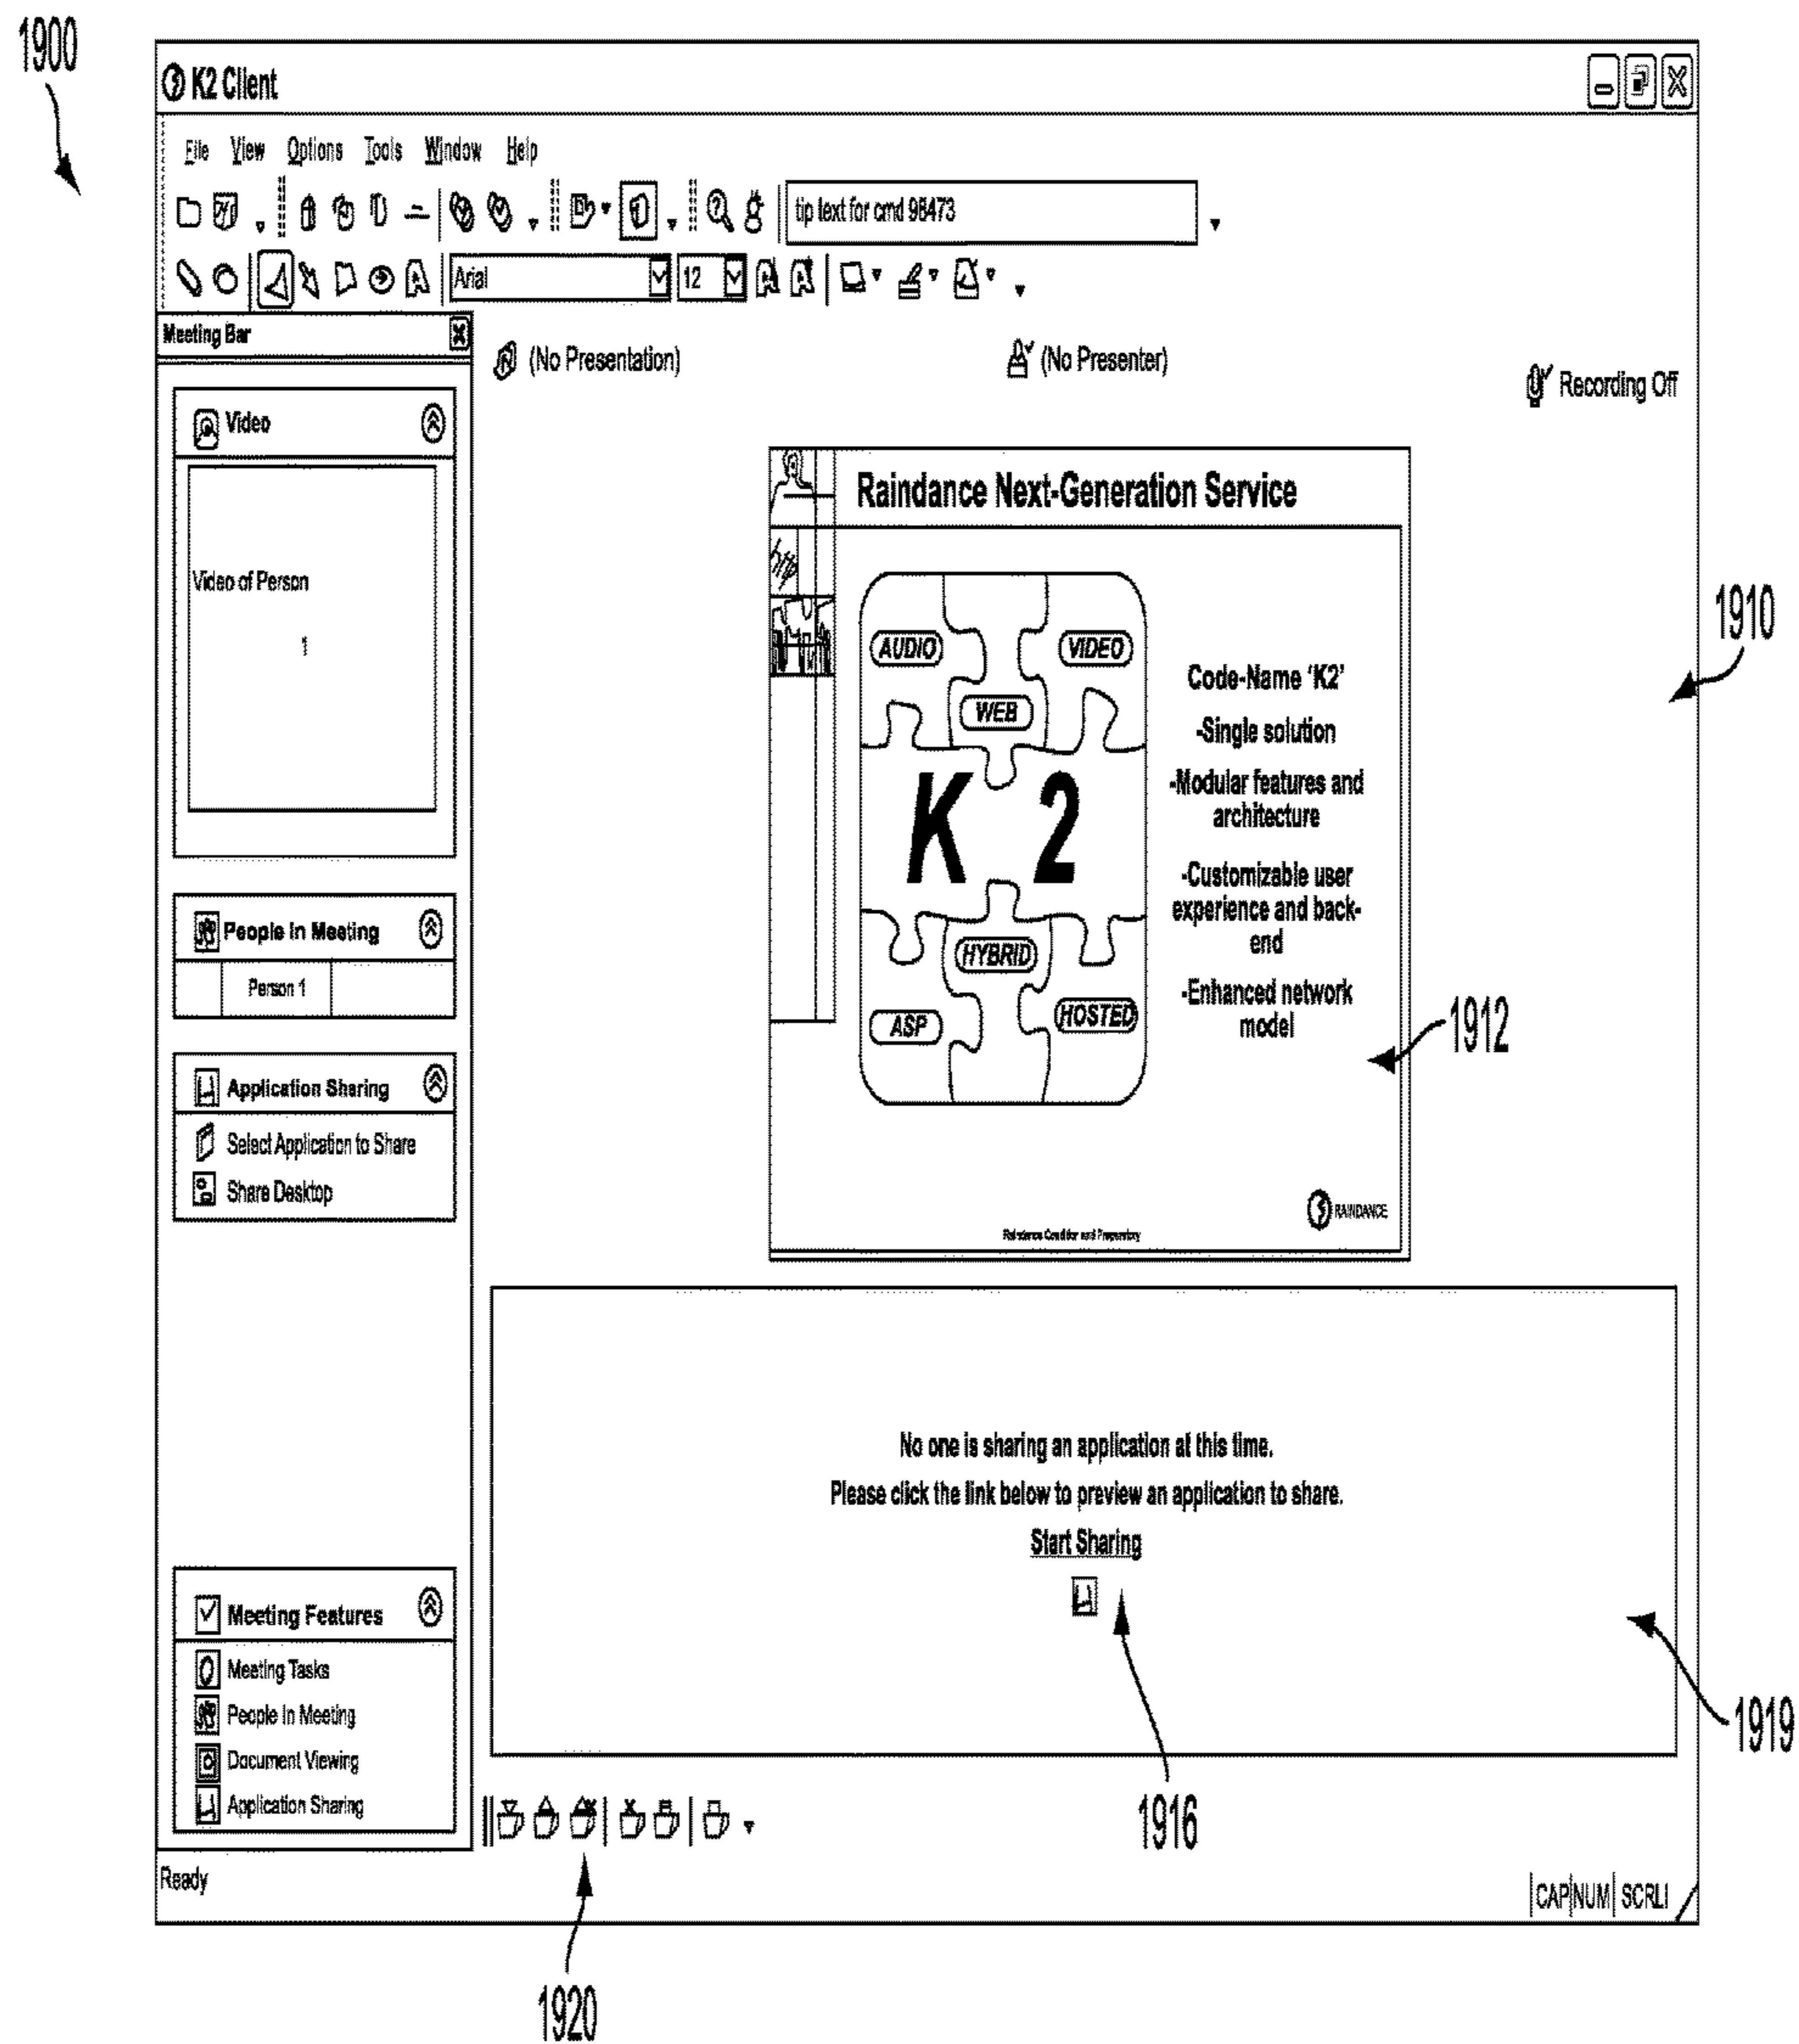 1900
K2 Client
File View Options Tools Window Help
tip text for cmd 98473
Arial 12
Meeting Bar
(No Presentation) (No Presenter)
Recording Off
Video
Video of Person
1
People In Meeting
Person 1
Application Sharing
Select Application to Share
Share Desktop
Meeting Features
Meeting Tasks
People In Meeting
Document Viewing
Application Sharing
Raindance Next-Generation Service
http
AUDIO VIDEO
WEB
K 2
HYBRID
ASP HOSTED
Code-Name ‘K2’
-Single solution
-Modular features and
architecture
-Customizable user
experience and back-
end
-Enhanced network
model
RAINDANCE
1910
1912
No one is sharing an application at this time.
Please click the link below to preview an application to share.
Start Sharing
1919
1916
Ready
CAP NUM SCRLI
1920